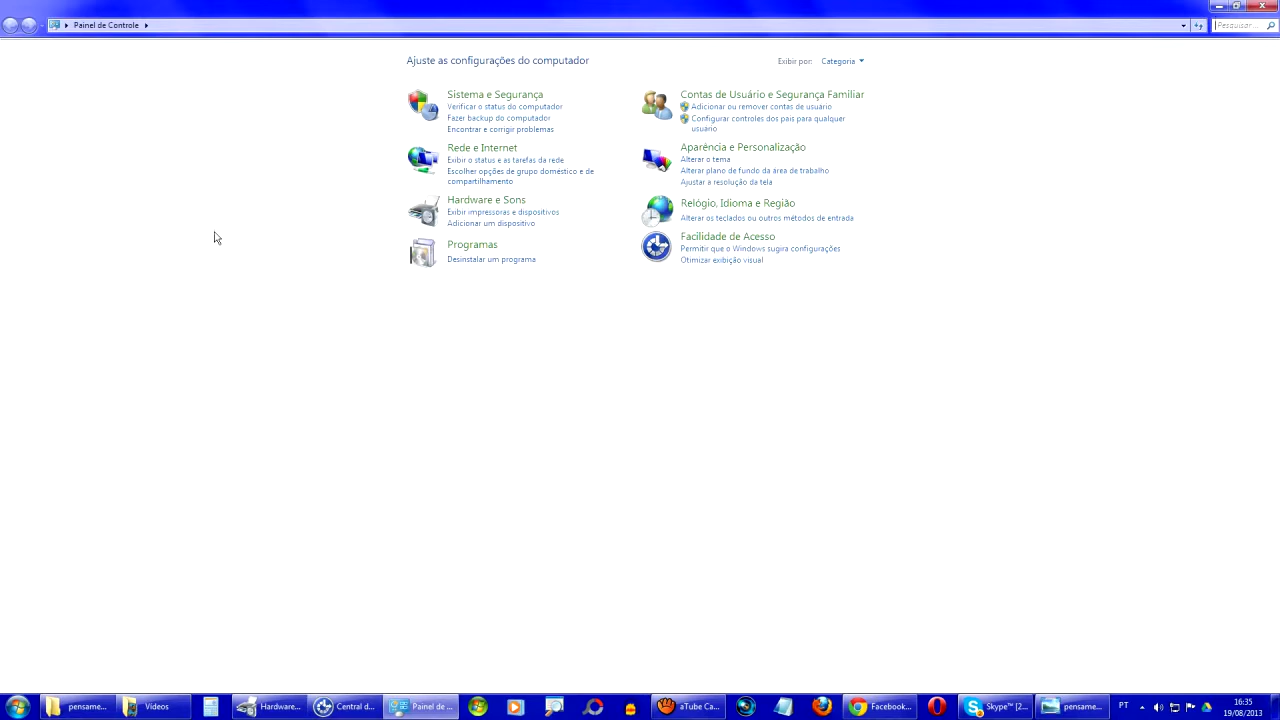 Painel de Controle
Pesquisar...
Ajuste as configurações do computador
Exibir por: Categoria
Sistema e Segurança
Verificar o status do computador
Fazer backup do computador
Encontrar e corrigir problemas
Rede e Internet
Exibir o status e as tarefas da rede
Escolher opções de grupo doméstico e de
compartilhamento
Hardware e Sons
Exibir impressoras e dispositivos
Adicionar um dispositivo
Programas
Desinstalar um programa
Contas de Usuário e Segurança Familiar
Adicionar ou remover contas de usuário
Configurar controles dos pais para qualquer
usuário
Aparência e Personalização
Alterar o tema
Alterar plano de fundo da área de trabalho
Ajustar a resolução da tela
Relógio, Idioma e Região
Alterar os teclados ou outros métodos de entrada
Facilidade de Acesso
Permitir que o Windows sugira configurações
Otimizar exibição visual
pensame...
Vídeos
Hardware...
Central d...
Painel de ...
aTube Ca...
Facebook...
Skype™ [2...
pensame...
PT
16:35
19/08/2013